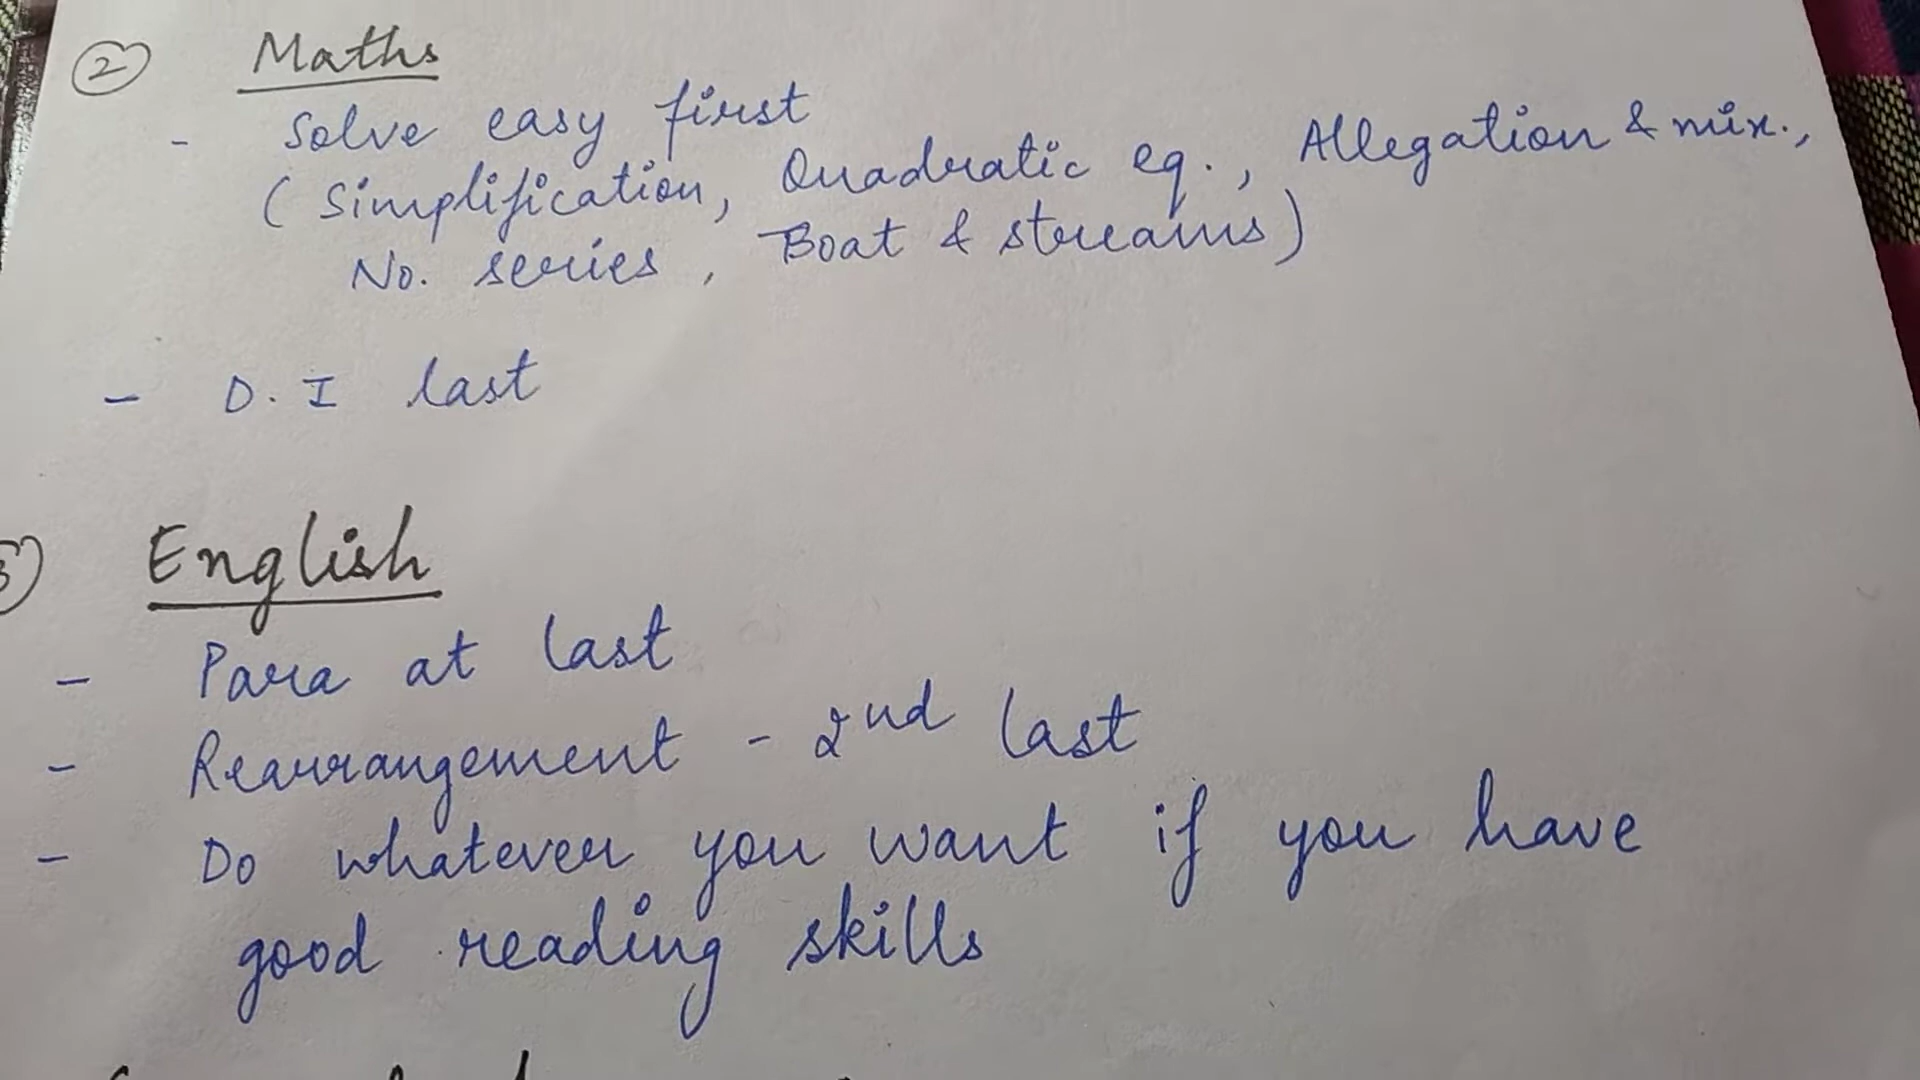 2 Maths
- Solve easy first
( Simplification, Quadratic eq., Allegation & mix.,
No. series, Boat & streams)
- D. I last
3) English
- Para at last
- Rearrangement - 2nd last
- Do whatever you want if you have
good reading skills